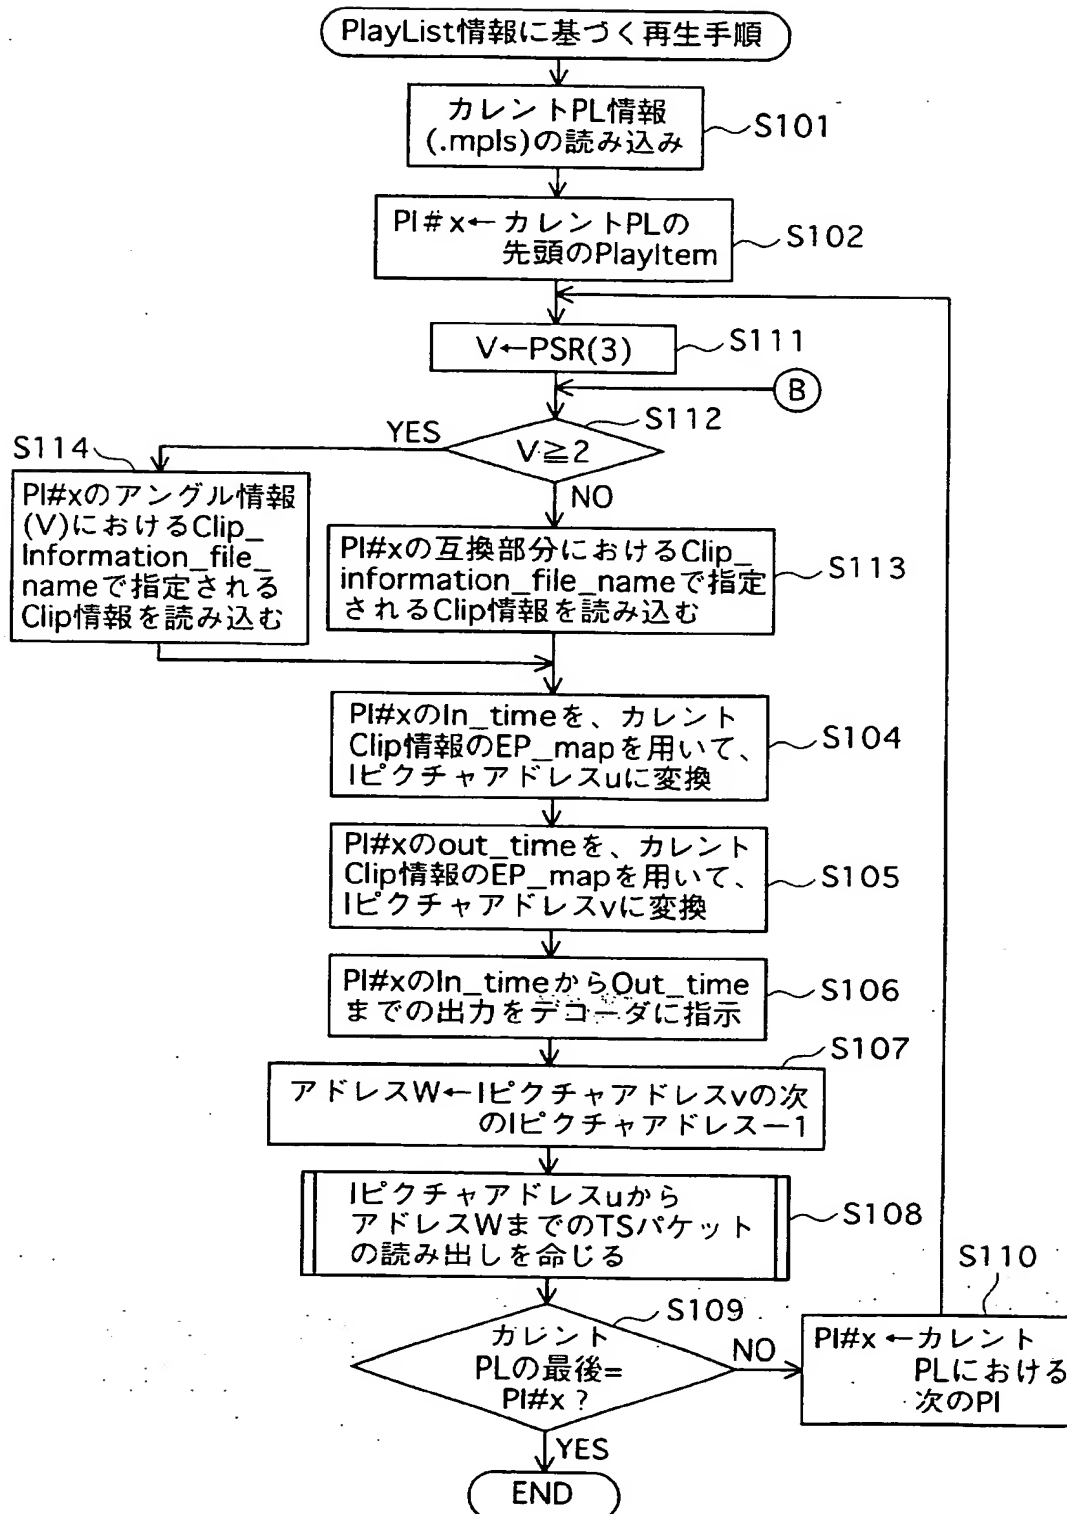 PlayList情報に基づく再生手順
カレントPL情報
(.mpls)の読み込み
S101
PI#x←カレントPLの
先頭のPlayItem
S102
V←PSR(3)
S111
B
S112
V≧2
YES
NO
S114
PI#xのアングル情報
(V)におけるClip_
Information_file_
nameで指定される
Clip情報を読み込む
PI#xの互換部分におけるClip_
information_file_nameで指定
されるClip情報を読み込む
S113
PI#xのIn_timeを、カレント
Clip情報のEP_mapを用いて、
Iピクチャアドレスuに変換
S104
PI#xのout_timeを、カレント
Clip情報のEP_mapを用いて、
Iピクチャアドレスvに変換
S105
PI#xのIn_timeからOut_time
までの出力をデコーダに指示
S106
S107
アドレスW←Iピクチャアドレスvの次
のIピクチャアドレスー1
Iピクチャアドレスuから
アドレスWまでのTSパケット
の読み出しを命じる
S108
S109
カレント
PLの最後=
PI#x?
NO
S110
PI#x←カレント
PLにおける
次のPI
YES
END